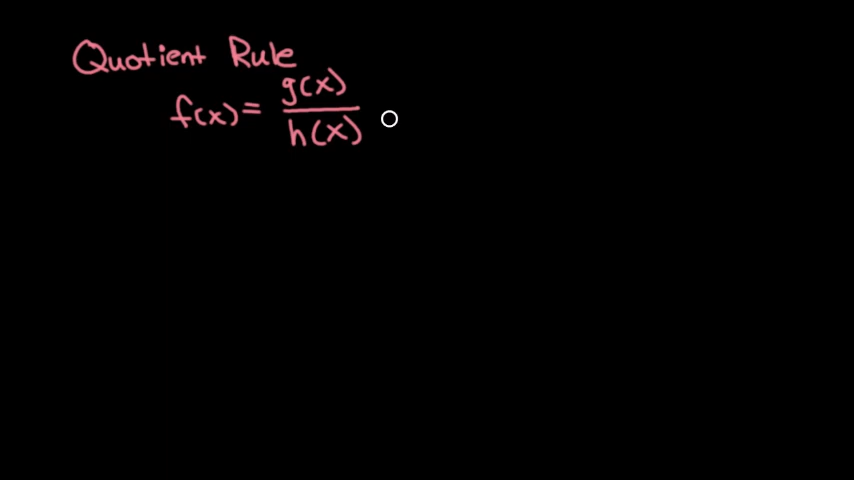 Quotient Rule
f(x) = g(x) / h(x)